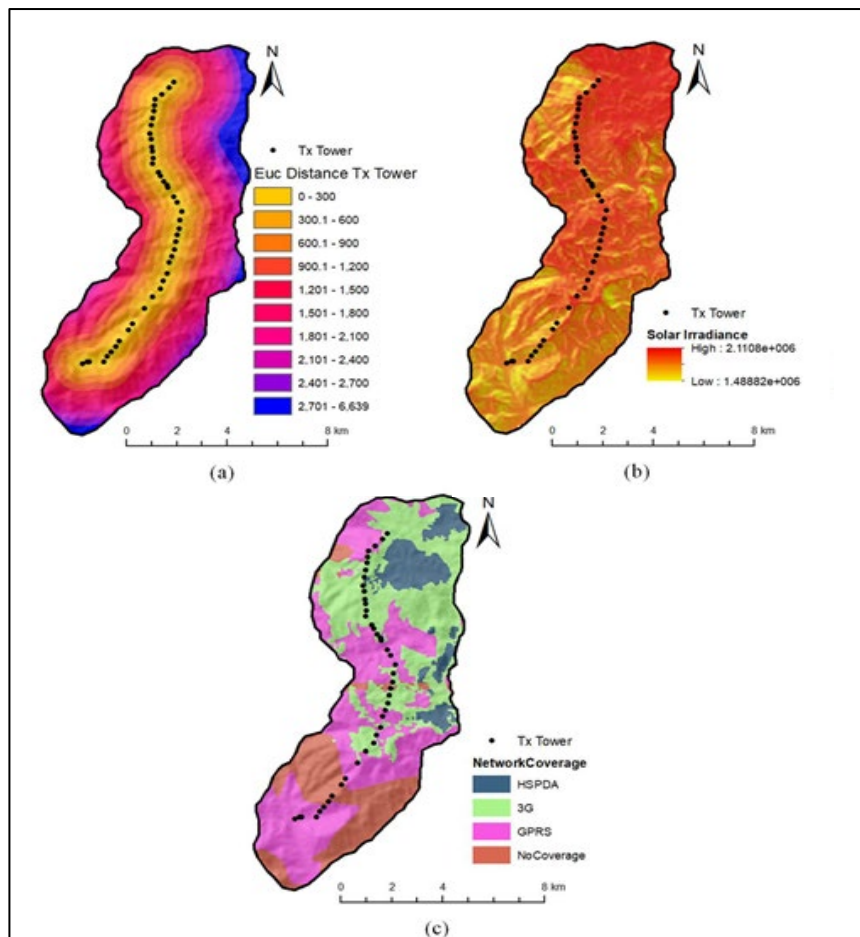 N
Tx Tower
Euc Distance Tx Tower
0 - 300
300.1 - 600
600.1 - 900
900.1 - 1,200
1,201 - 1,500
1,501 - 1,800
1,801 - 2,100
2,101 - 2,400
2,401 - 2,700
2,701 - 6,639
0 2 4 8 km
(a)
N
Tx Tower
Solar Irradiance
High : 2.1108e+006
Low : 1.48882e+006
0 2 4 8 km
(b)
N
Tx Tower
NetworkCoverage
HSPDA
3G
GPRS
NoCoverage
0 2 4 8 km
(c)